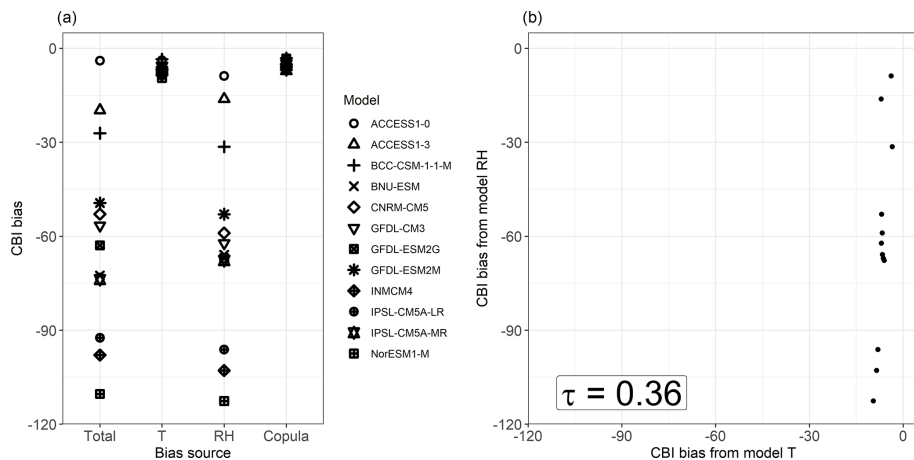 (a)
0
-30
-60
-90
-120
CBI bias
Total
T
RH
Copula
Bias source
Model
ACCESS1-0
ACCESS1-3
BCC-CSM-1-1-M
BNU-ESM
CNRM-CM5
GFDL-CM3
GFDL-ESM2G
GFDL-ESM2M
INMCM4
IPSL-CM5A-LR
IPSL-CM5A-MR
NorESM1-M
(b)
0
-30
-60
-90
-120
CBI bias from model RH
τ = 0.36
-120
-90
-60
-30
0
CBI bias from model T